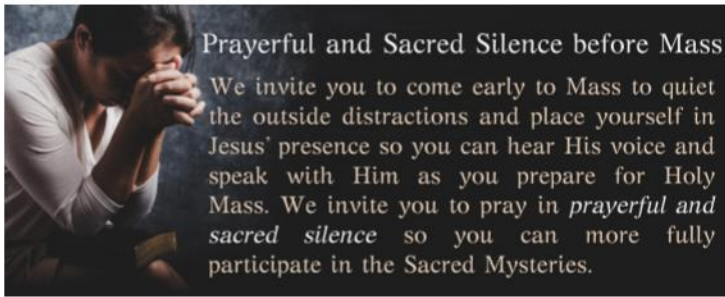 Prayerful and Sacred Silence before Mass
We invite you to come early to Mass to quiet
the outside distractions and place yourself in
Jesus' presence so you can hear His voice and
speak with Him as you prepare for Holy
Mass. We invite you to pray in prayerful and
sacred silence so you can more fully
participate in the Sacred Mysteries.